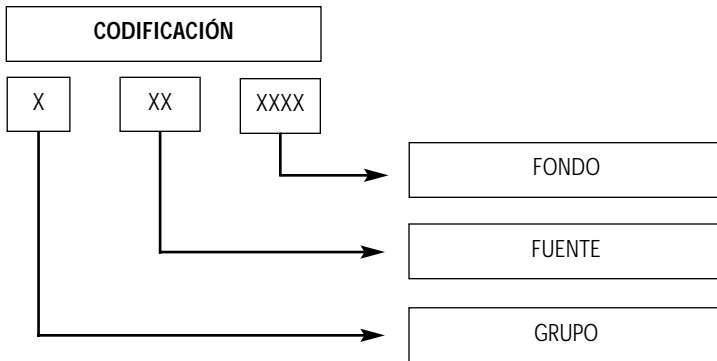 CODIFICACIÓN
X XX XXXX
FONDO
FUENTE
GRUPO